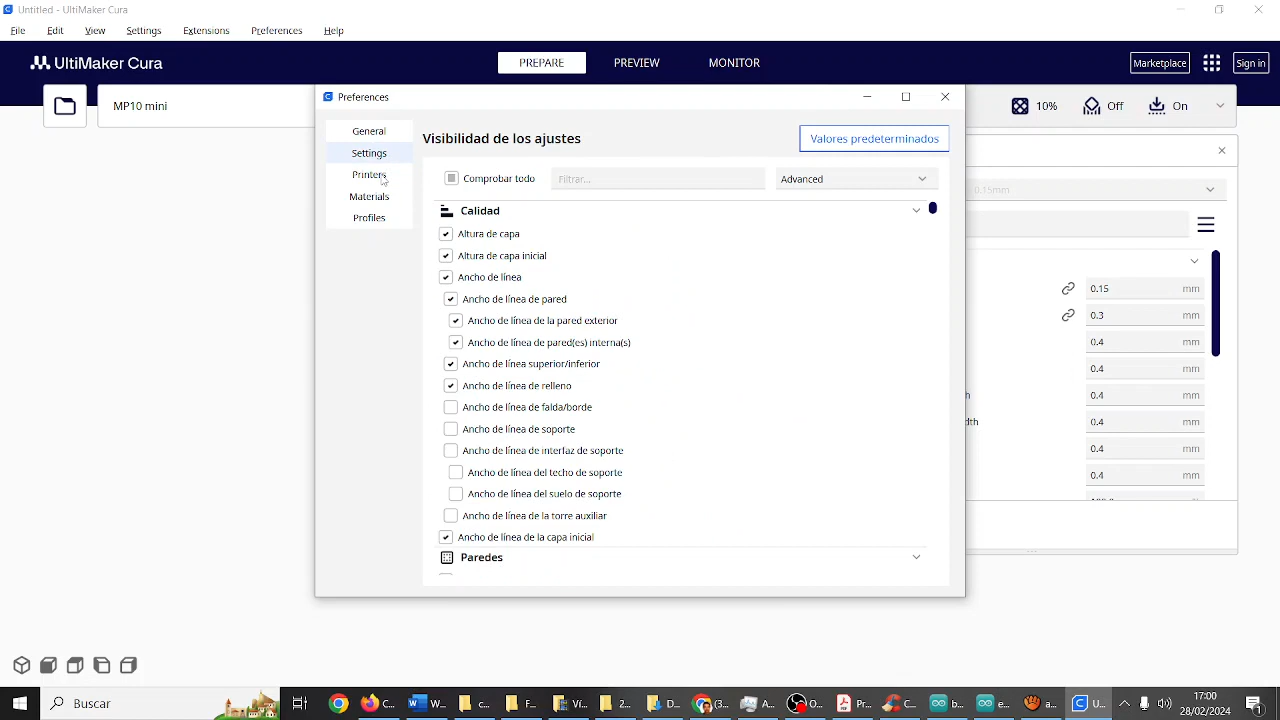 Untitled - UltiMaker Cura
File Edit View Settings Extensions Preferences Help
UltiMaker Cura
PREPARE PREVIEW MONITOR
Marketplace
Sign in
MP10 mini
10% Off On
Preferences
General
Settings
Printers
Materials
Profiles
Visibilidad de los ajustes
Valores predeterminados
Comprobar todo
Filtrar...
Advanced
Calidad
Altura de capa
Altura de capa inicial
Ancho de línea
Ancho de línea de pared
Ancho de línea de la pared exterior
Ancho de línea de pared(es) interna(s)
Ancho de línea superior/inferior
Ancho de línea de relleno
Ancho de línea de falda/borde
Ancho de línea de soporte
Ancho de línea de interfaz de soporte
Ancho de línea del techo de soporte
Ancho de línea del suelo de soporte
Ancho de línea de la torre auxiliar
Ancho de línea de la capa inicial
Paredes
0.15mm
0.15 mm
0.3 mm
0.4 mm
0.4 mm
h 0.4 mm
dth 0.4 mm
0.4 mm
0.4 mm
Buscar
C... W... C... F... Vi... 2... D... (3... A... O... Pr... C... e... e... a... U...
17:00
28/02/2024